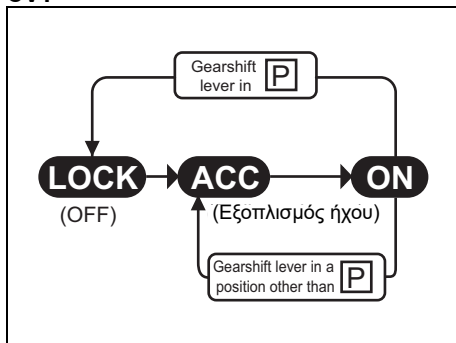 Gearshift
lever in P
LOCK ACC ON
(OFF) (Εξοπλισμός ήχου)
Gearshift lever in a
position other than P